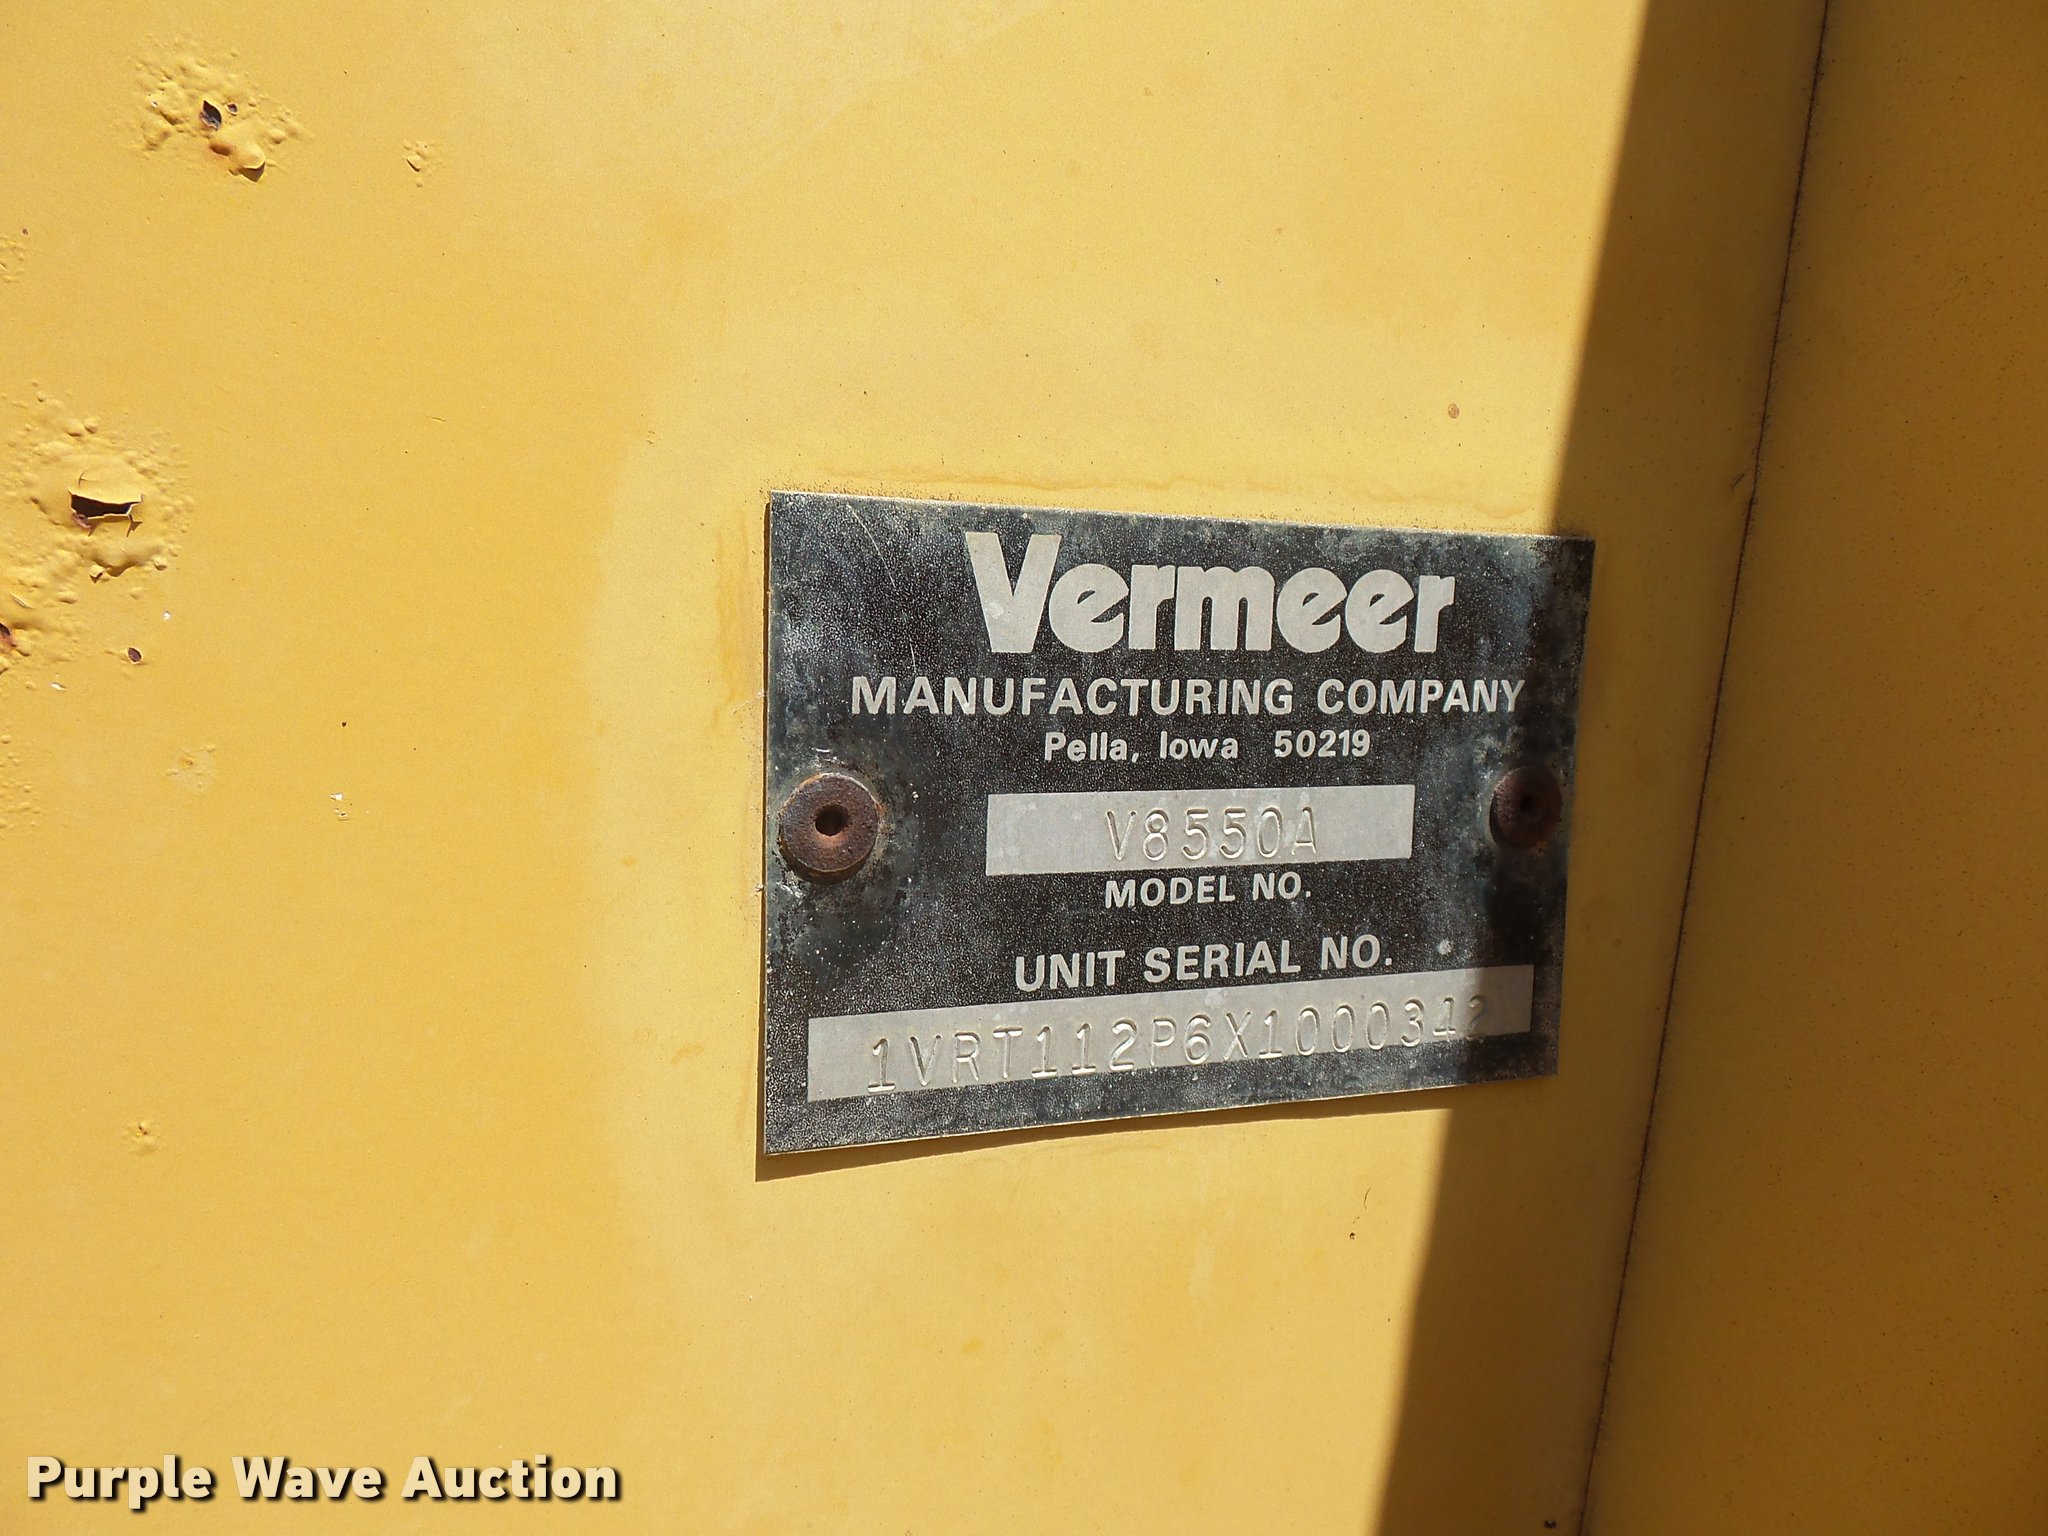 Vermeer
MANUFACTURING COMPANY
Pella, Iowa 50219
V8550A
MODEL NO.
UNIT SERIAL NO.
1VRT112P6X1000342
Purple Wave Auction